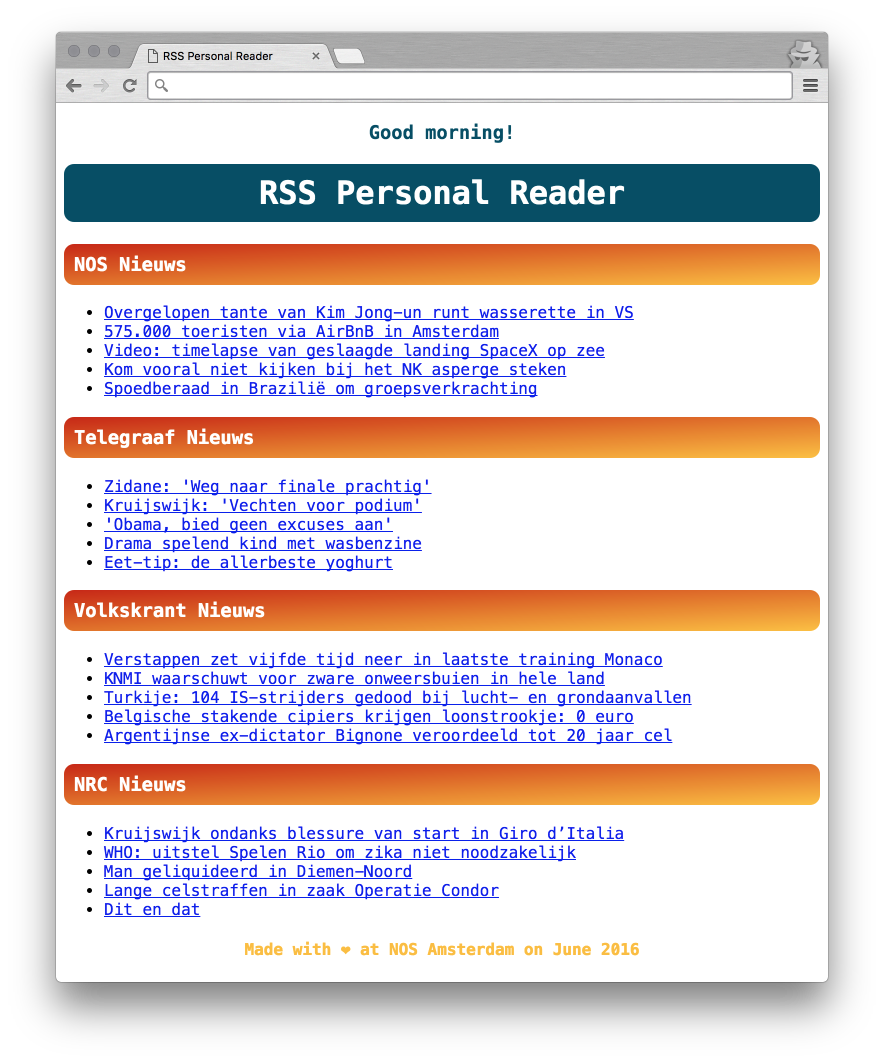 RSS Personal Reader
Good morning!
RSS Personal Reader
NOS Nieuws
Overgelopen tante van Kim Jong-un runt wasserette in VS
575.000 toeristen via AirBnB in Amsterdam
Video: timelapse van geslaagde landing SpaceX op zee
Kom vooral niet kijken bij het NK asperge steken
Spoedberaad in Brazilië om groepsverkrachting
Telegraaf Nieuws
Zidane: 'Weg naar finale prachtig'
Kruijswijk: 'Vechten voor podium'
'Obama, bied geen excuses aan'
Drama spelend kind met wasbenzine
Eet-tip: de allerbeste yoghurt
Volkskrant Nieuws
Verstappen zet vijfde tijd neer in laatste training Monaco
KNMI waarschuwt voor zware onweersbuien in hele land
Turkije: 104 IS-strijders gedood bij lucht- en grondaanvallen
Belgische stakende cipiers krijgen loonstrookje: 0 euro
Argentijnse ex-dictator Bignone veroordeeld tot 20 jaar cel
NRC Nieuws
Kruijswijk ondanks blessure van start in Giro d’Italia
WHO: uitstel Spelen Rio om zika niet noodzakelijk
Man geliquideerd in Diemen-Noord
Lange celstraffen in zaak Operatie Condor
Dit en dat
Made with ❤ at NOS Amsterdam on June 2016